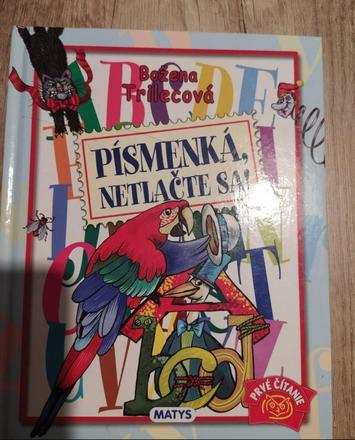 Božena
Trilecová
PÍSMENKÁ,
NETLAČTE SA!
MATYS
PRVÉ ČÍTANIE